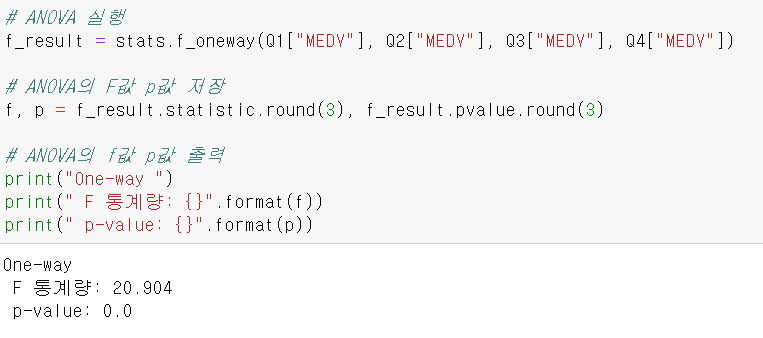 # ANOVA 실행
f_result = stats.f_oneway(Q1["MEDV"], Q2["MEDV"], Q3["MEDV"], Q4["MEDV"])
# ANOVA의 F값 p값 저장
f, p = f_result.statistic.round(3), f_result.pvalue.round(3)
# ANOVA의 f값 p값 출력
print("One-way ")
print(" F 통계량: {}".format(f))
print(" p-value: {}".format(p))
One-way
 F 통계량: 20.904
 p-value: 0.0